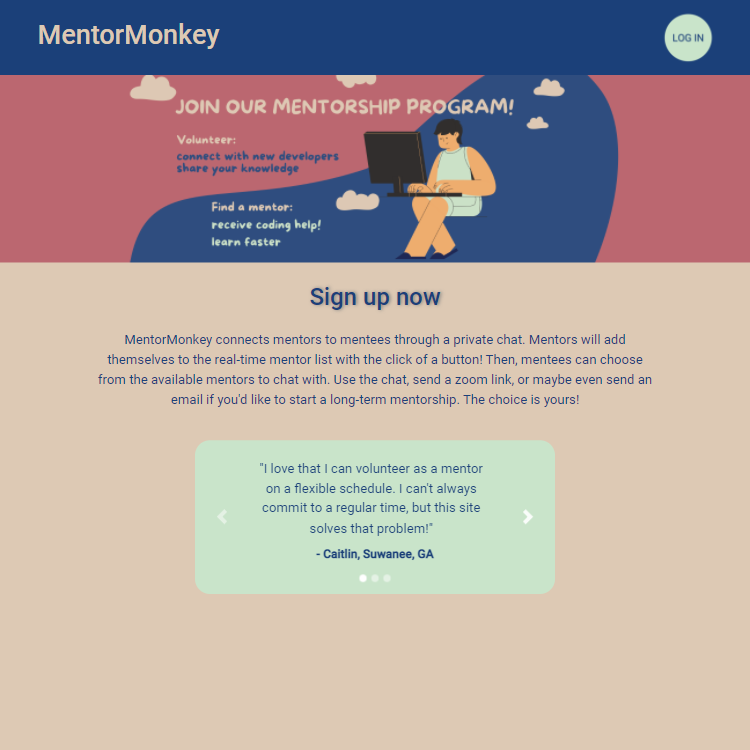 MentorMonkey
LOG IN
JOIN OUR MENTORSHIP PROGRAM!
Volunteer:
connect with new developers
share your knowledge
Find a mentor:
receive coding help!
learn faster
Sign up now
MentorMonkey connects mentors to mentees through a private chat. Mentors will add
themselves to the real-time mentor list with the click of a button! Then, mentees can choose
from the available mentors to chat with. Use the chat, send a zoom link, or maybe even send an
email if you'd like to start a long-term mentorship. The choice is yours!
"I love that I can volunteer as a mentor
on a flexible schedule. I can't always
commit to a regular time, but this site
solves that problem!"
- Caitlin, Suwanee, GA